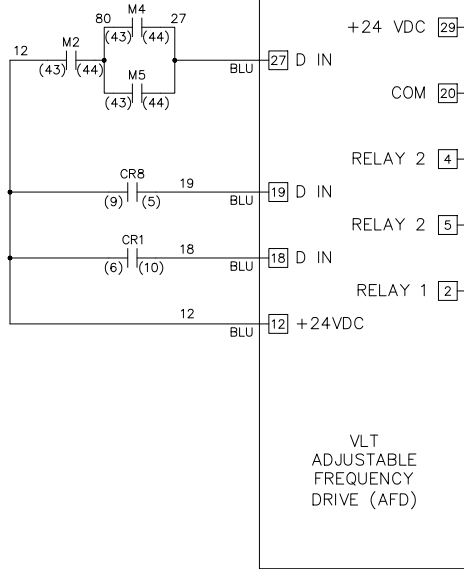 80 M4 27
(43) (44)
12 M2
(43) (44)
M5
(43) (44)
BLU 27 D IN
CR8 19
(9) (5)
BLU 19 D IN
CR1 18
(6) (10)
BLU 18 D IN
12
BLU 12 +24VDC
+24 VDC 29
COM 20
RELAY 2 4
RELAY 2 5
RELAY 1 2
VLT
ADJUSTABLE
FREQUENCY
DRIVE (AFD)